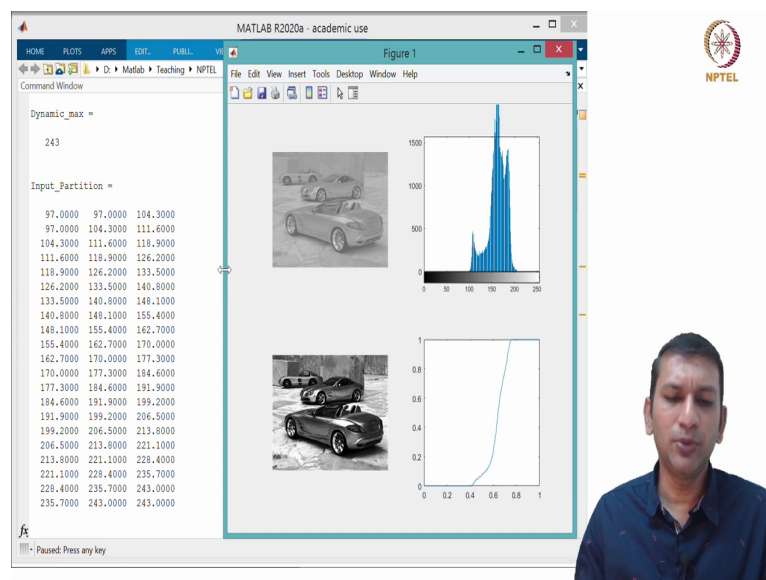 MATLAB R2020a - academic use
HOME PLOTS APPS EDIT... PUBLI... VIE
D: Matlab Teaching NPTEL
Command Window
Dynamic_max =
243
Input_Partition =
97.0000 97.0000 104.3000
97.0000 104.3000 111.6000
104.3000 111.6000 118.9000
111.6000 118.9000 126.2000
118.9000 126.2000 133.5000
126.2000 133.5000 140.8000
133.5000 140.8000 148.1000
140.8000 148.1000 155.4000
148.1000 155.4000 162.7000
155.4000 162.7000 170.0000
162.7000 170.0000 177.3000
170.0000 177.3000 184.6000
177.3000 184.6000 191.9000
184.6000 191.9000 199.2000
191.9000 199.2000 206.5000
199.2000 206.5000 213.8000
206.5000 213.8000 221.1000
213.8000 221.1000 228.4000
221.1000 228.4000 235.7000
228.4000 235.7000 243.0000
235.7000 243.0000 243.0000
fx
Paused: Press any key
Figure 1
File Edit View Insert Tools Desktop Window Help
1500
1000
500
0
0 50 100 150 200 250
1
0.8
0.6
0.4
0.2
0
0 0.2 0.4 0.6 0.8 1
NPTEL